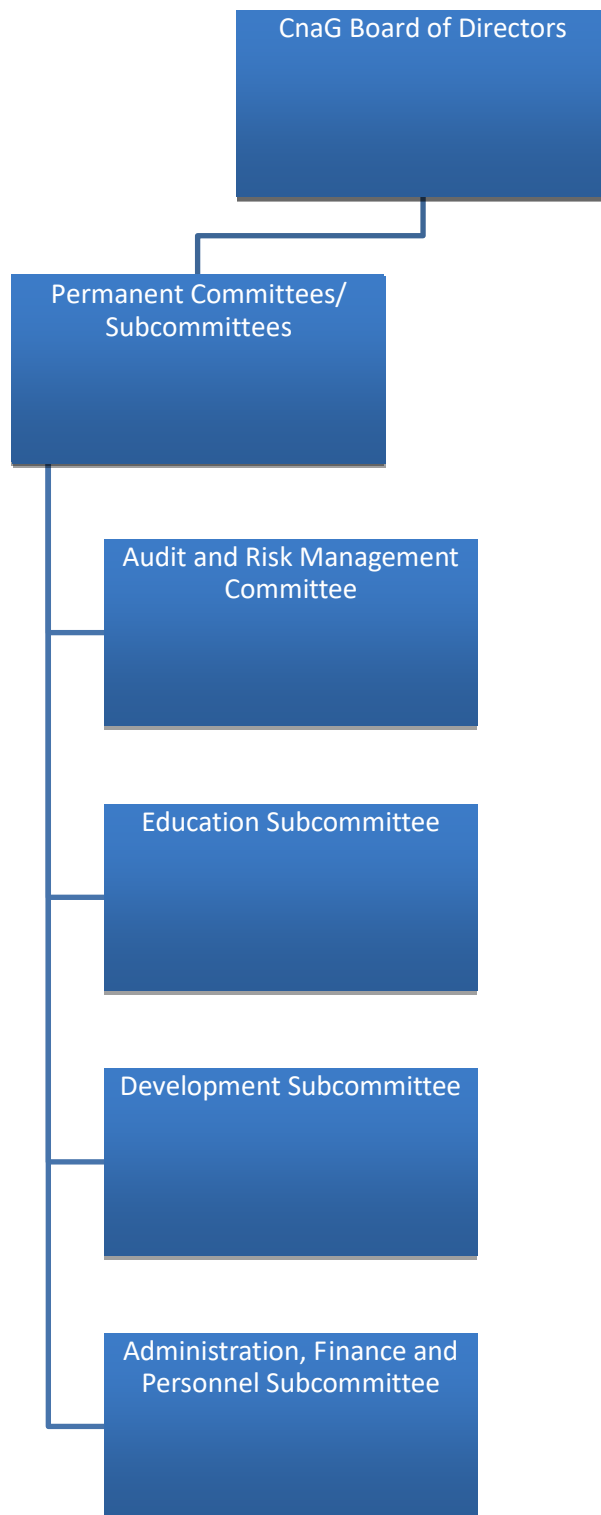 CnaG Board of Directors
Permanent Committees/
Subcommittees
Audit and Risk Management
Committee
Education Subcommittee
Development Subcommittee
Administration, Finance and
Personnel Subcommittee